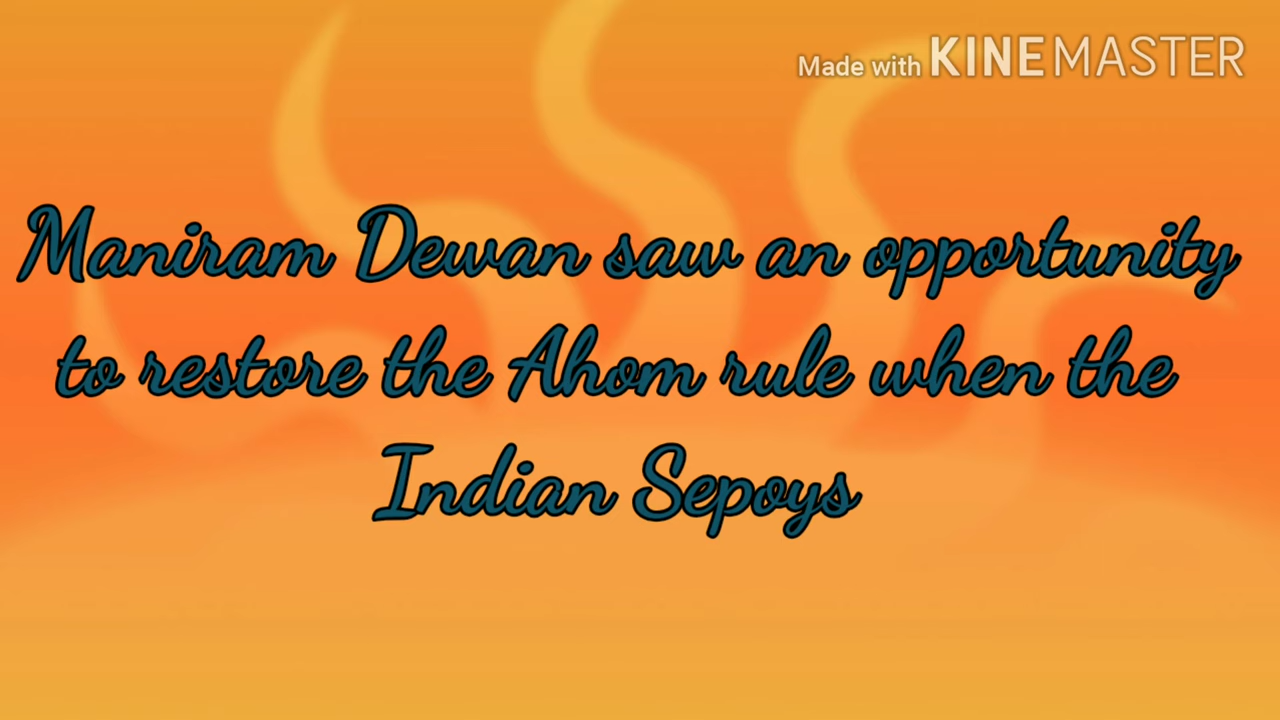 Made with KINEMASTER
Maniram Dewan saw an opportunity
to restore the Ahom rule when the
Indian Sepoys